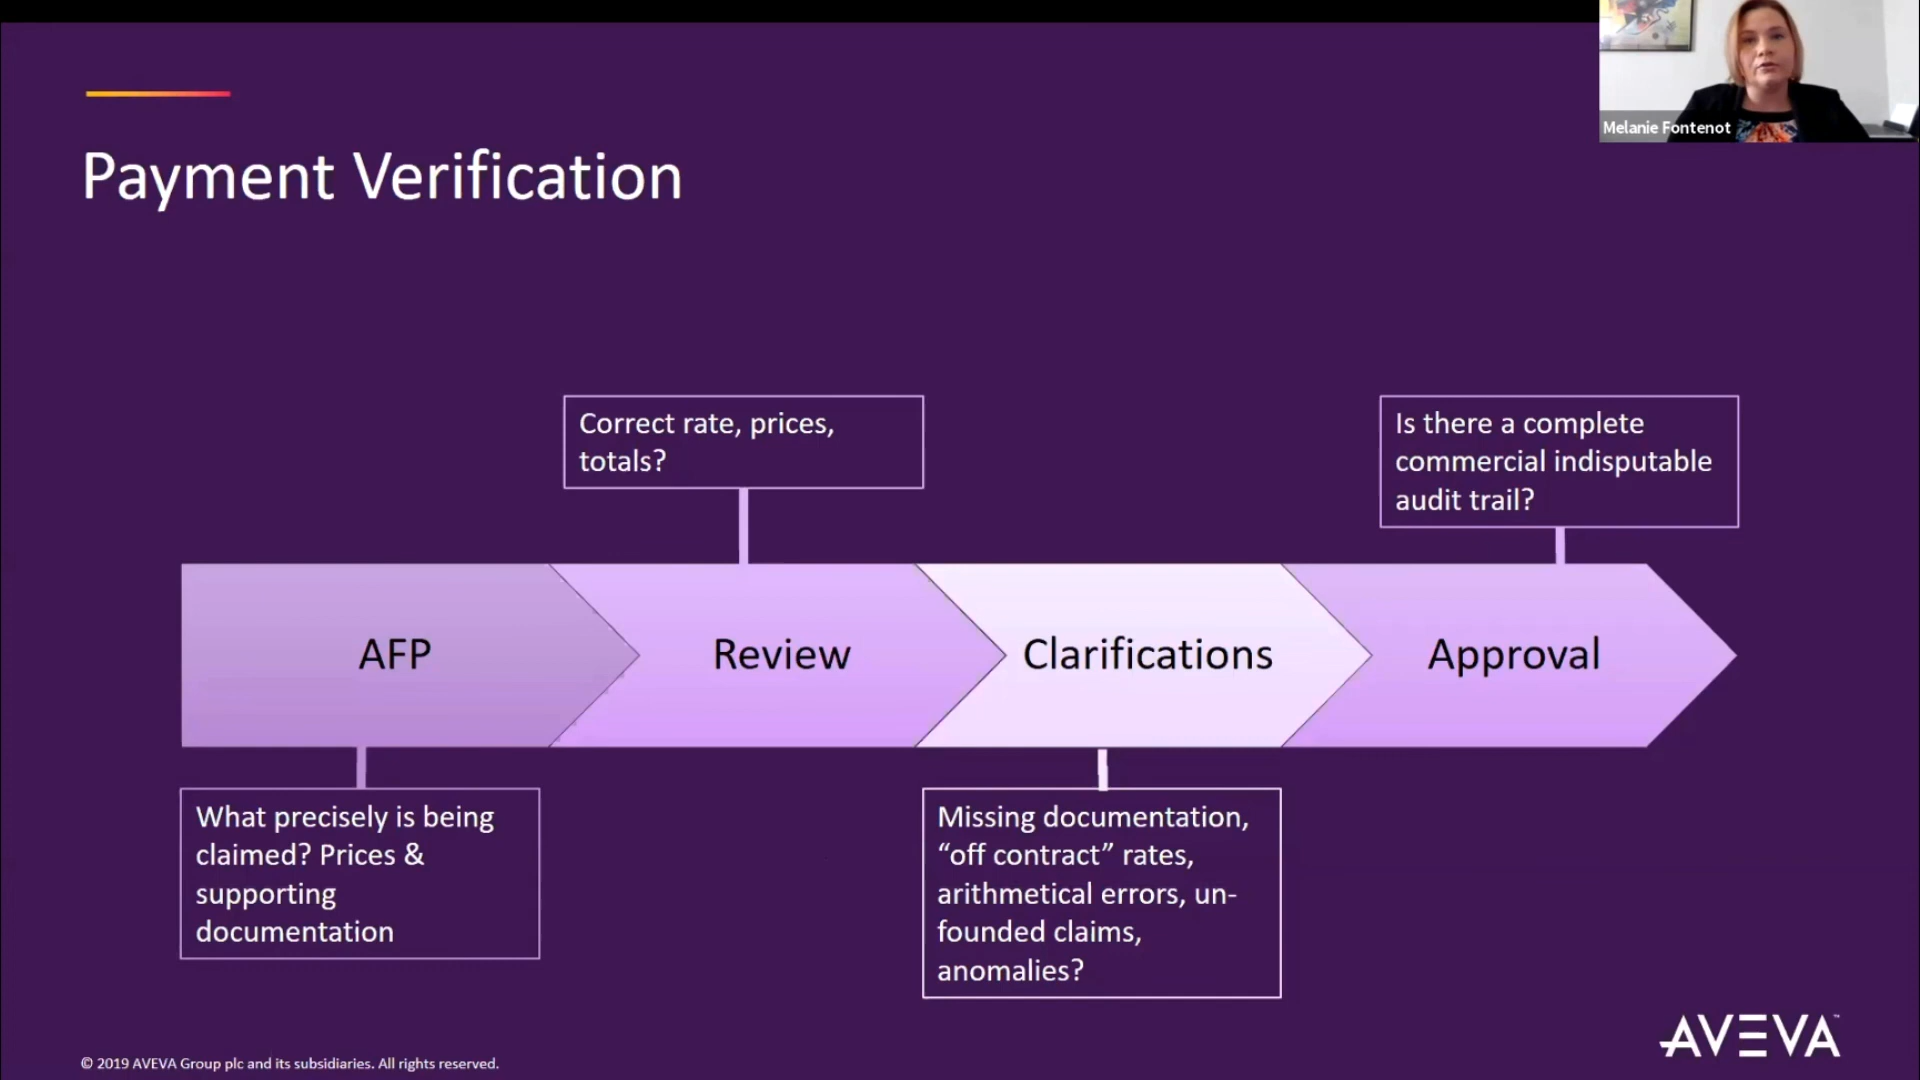 Melanie Fontenot
Payment Verification
Correct rate, prices,
totals?
Is there a complete
commercial indisputable
audit trail?
AFP
Review
Clarifications
Approval
What precisely is being
claimed? Prices &
supporting
documentation
Missing documentation,
“off contract” rates,
arithmetical errors, un-
founded claims,
anomalies?
AVEVA™
© 2019 AVEVA Group plc and its subsidiaries. All rights reserved.